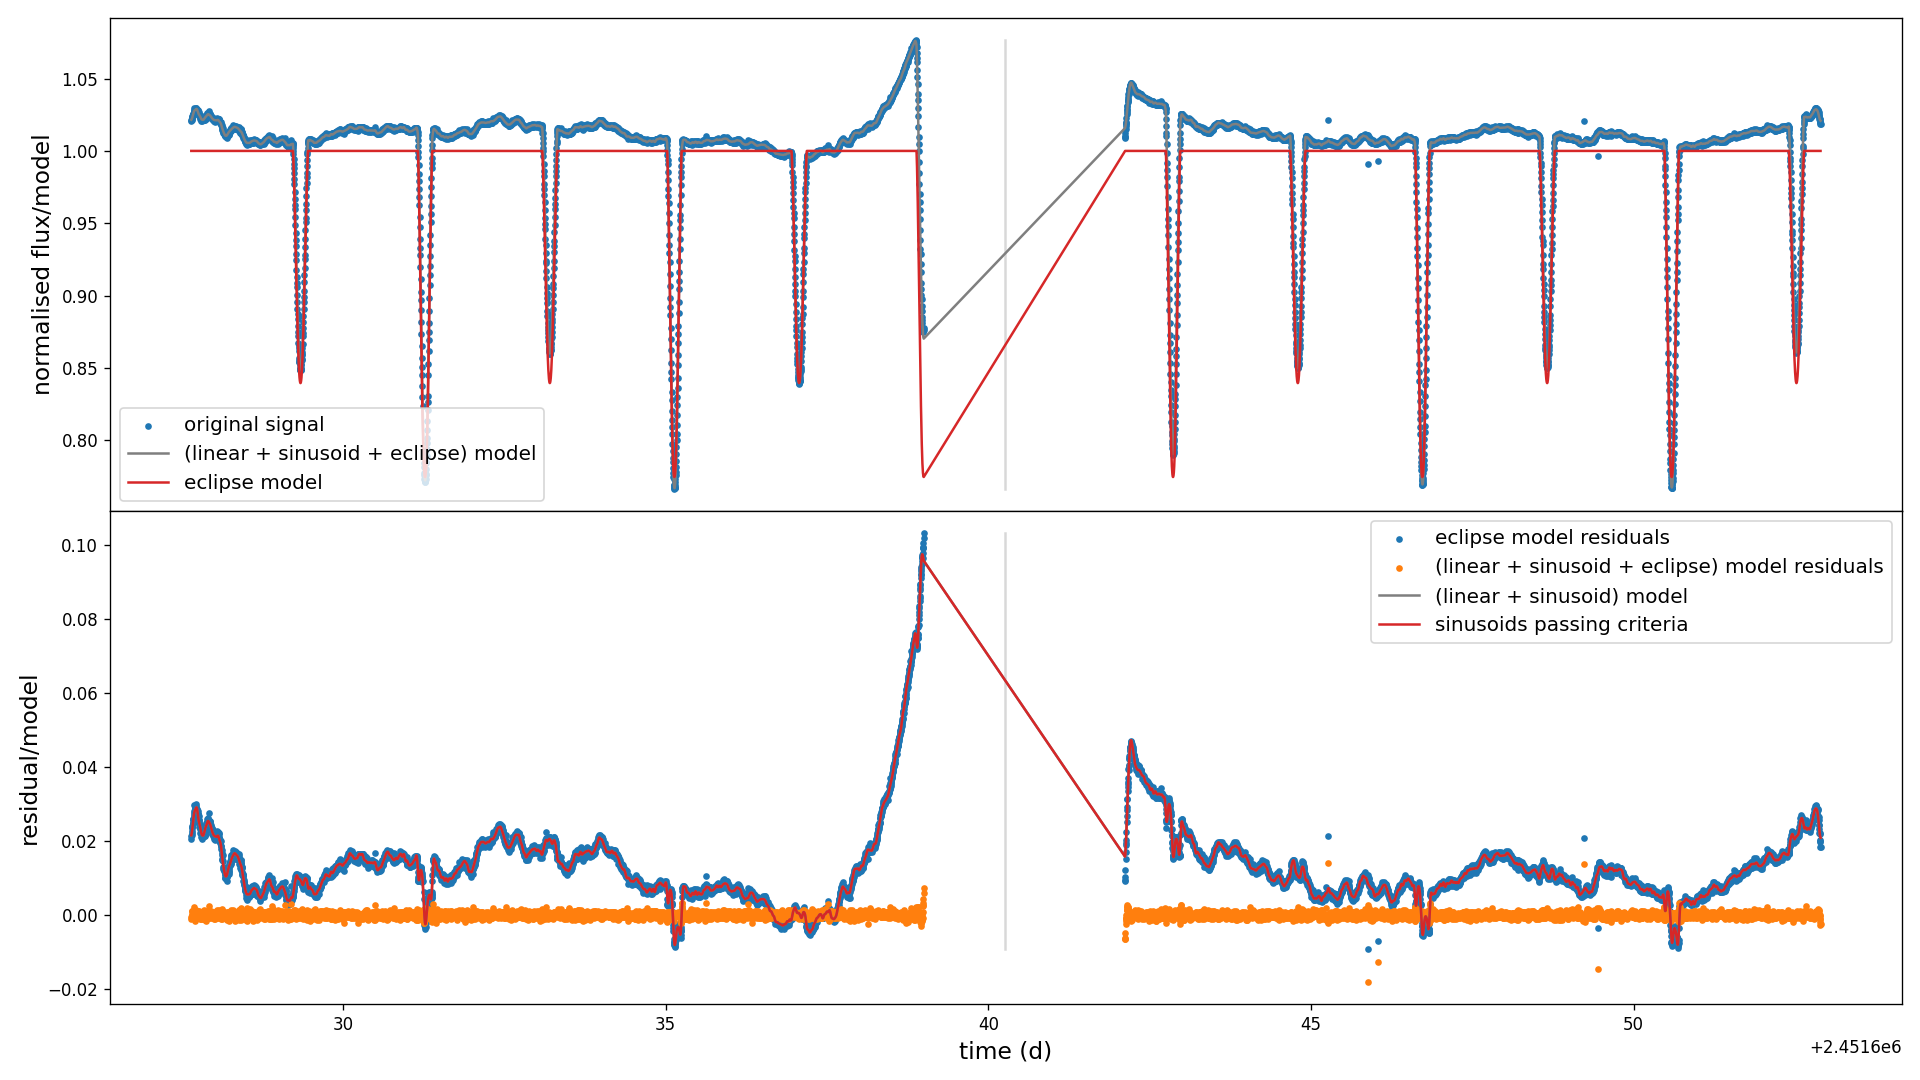 normalised flux/model
1.05
1.00
0.95
0.90
0.85
0.80
original signal
(linear + sinusoid + eclipse) model
eclipse model
residual/model
0.10
0.08
0.06
0.04
0.02
0.00
−0.02
eclipse model residuals
(linear + sinusoid + eclipse) model residuals
(linear + sinusoid) model
sinusoids passing criteria
30 35 40 45 50
time (d)
+2.4516e6